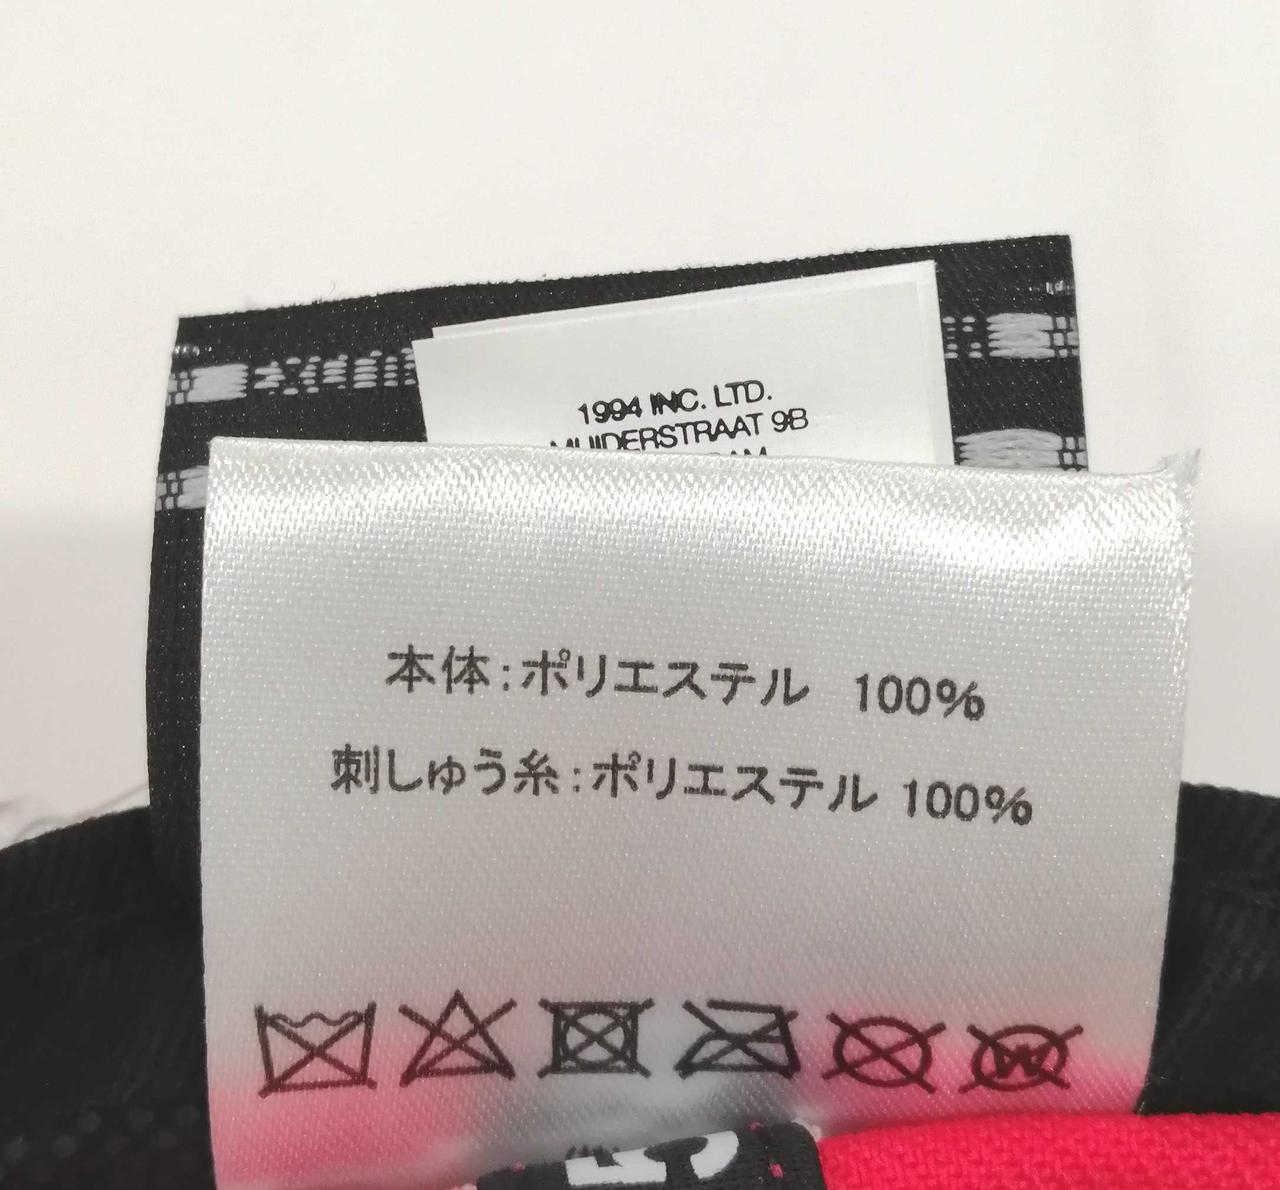 1994 INC. LTD.
MUIDERSTRAAT 9B
本体:ポリエステル 100%
刺しゅう糸:ポリエステル 100%